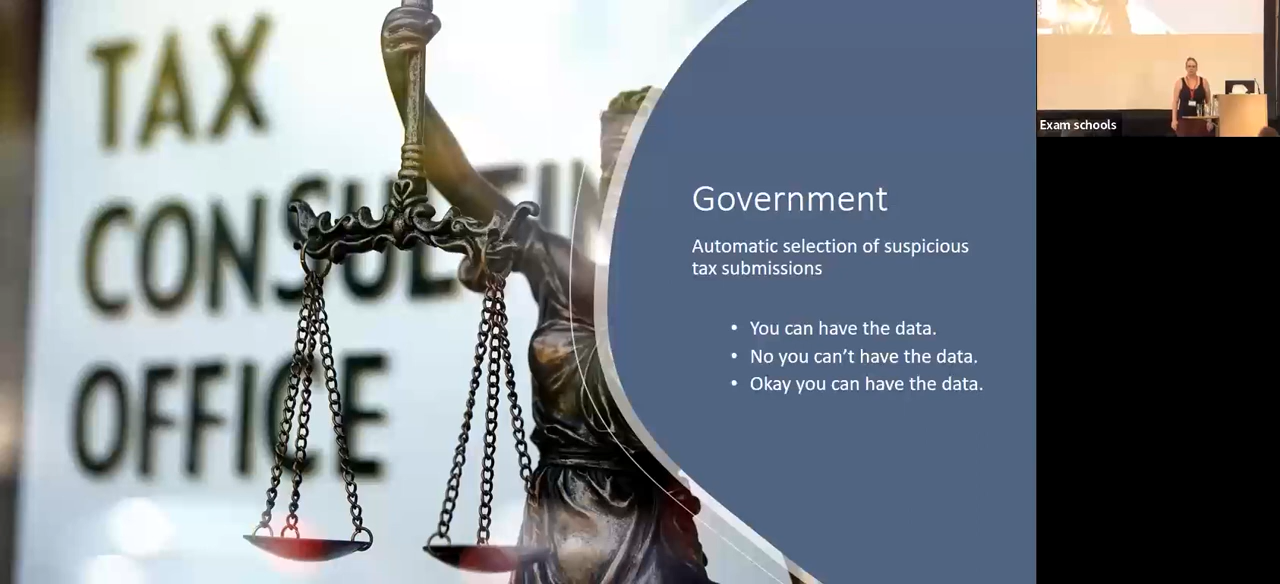 TAX
CONSULTIN
OFFICE
Government
Automatic selection of suspicious
tax submissions
• You can have the data.
• No you can’t have the data.
• Okay you can have the data.
Exam schools